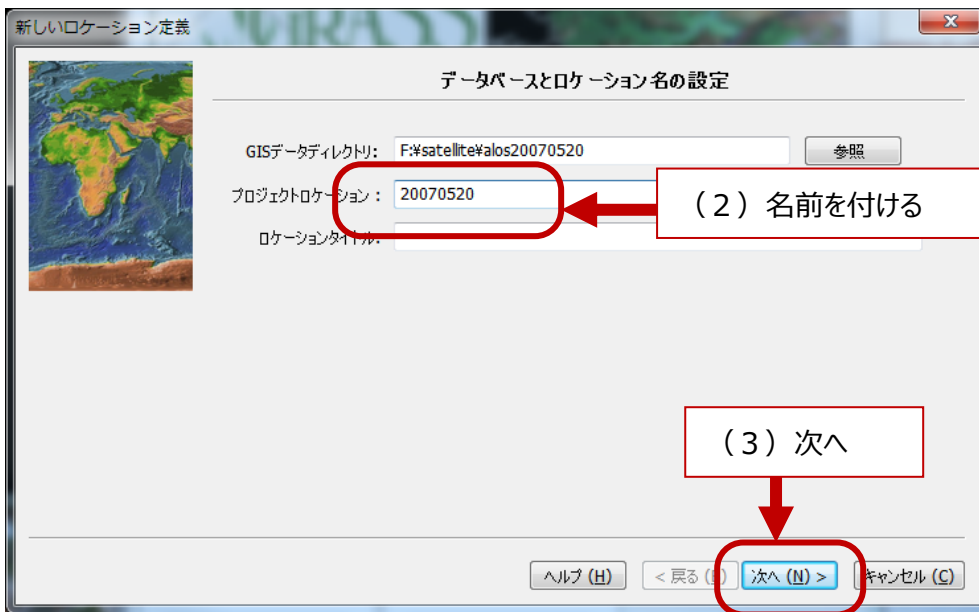 新しいロケーション定義
GRASS
データベースとロケーション名の設定
GISデータディレクトリ: F:¥satellite¥alos20070520 参照
プロジェクトロケーション : 20070520
(2)名前を付ける
ロケーションタイトル:
(3)次へ
ヘルプ (H) < 戻る ( 次へ (N) > キャンセル (C)